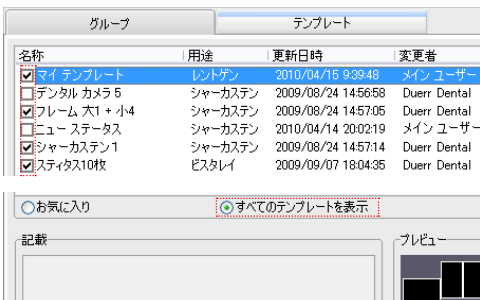 グループ テンプレート
名称 用途 更新日時 変更者
マイ テンプレート レントゲン 2010/04/15 9:39:48 メイン ユーザー
デンタル カメラ 5 シャーカステン 2009/08/24 14:56:58 Duerr Dental
フレーム 大1 + 小4 シャーカステン 2009/08/24 14:57:05 Duerr Dental
ニュー ステータス シャーカステン 2010/04/14 20:02:19 メイン ユーザー
シャーカステン 1 シャーカステン 2009/08/24 14:57:14 Duerr Dental
スティタス10枚 ビスタレイ 2009/09/07 18:04:35 Duerr Dental
お気に入り すべてのテンプレートを表示
記載 プレビュー